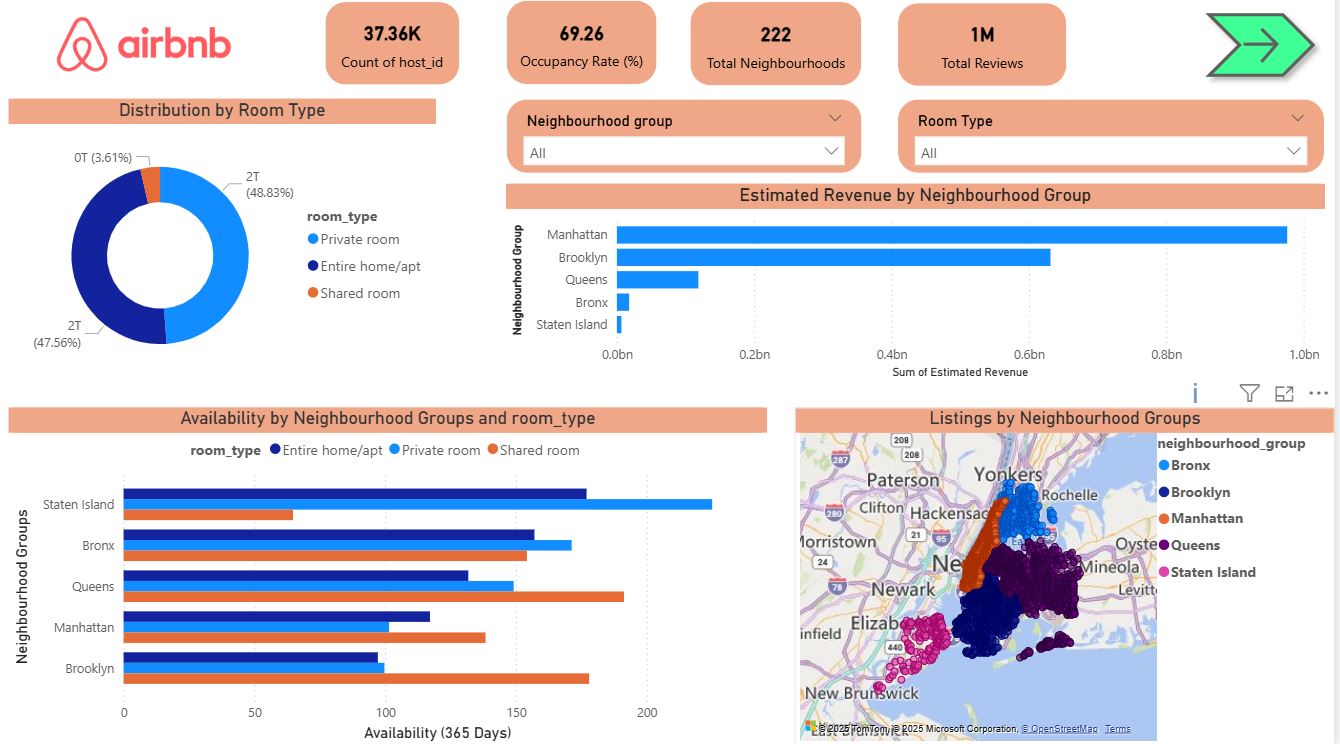 airbnb
37.36K
Count of host_id
69.26
Occupancy Rate (%)
222
Total Neighbourhoods
1M
Total Reviews
Distribution by Room Type
0T (3.61%)
2T
(48.83%)
2T
(47.56%)
room_type
Private room
Entire home/apt
Shared room
Neighbourhood group
All
Room Type
All
Estimated Revenue by Neighbourhood Group
Neighbourhood Group
Manhattan
Brooklyn
Queens
Bronx
Staten Island
0.0bn 0.2bn 0.4bn 0.6bn 0.8bn 1.0bn
Sum of Estimated Revenue
Availability by Neighbourhood Groups and room_type
room_type Entire home/apt Private room Shared room
Neighbourhood Groups
Staten Island
Bronx
Queens
Manhattan
Brooklyn
0 50 100 150 200
Availability (365 Days)
i
Listings by Neighbourhood Groups
208
287
208
Yonkers
Paterson
Rochelle
Clifton
Hackensac
280
21
95
Morristown
Oyste
24
Ne
Mineola
78
Newark
Levitt
Elizab
infield
440
New Brunswick
East Brunswick
© 2025 TomTom, © 2025 Microsoft Corporation, © OpenStreetMap Terms
neighbourhood_group
Bronx
Brooklyn
Manhattan
Queens
Staten Island